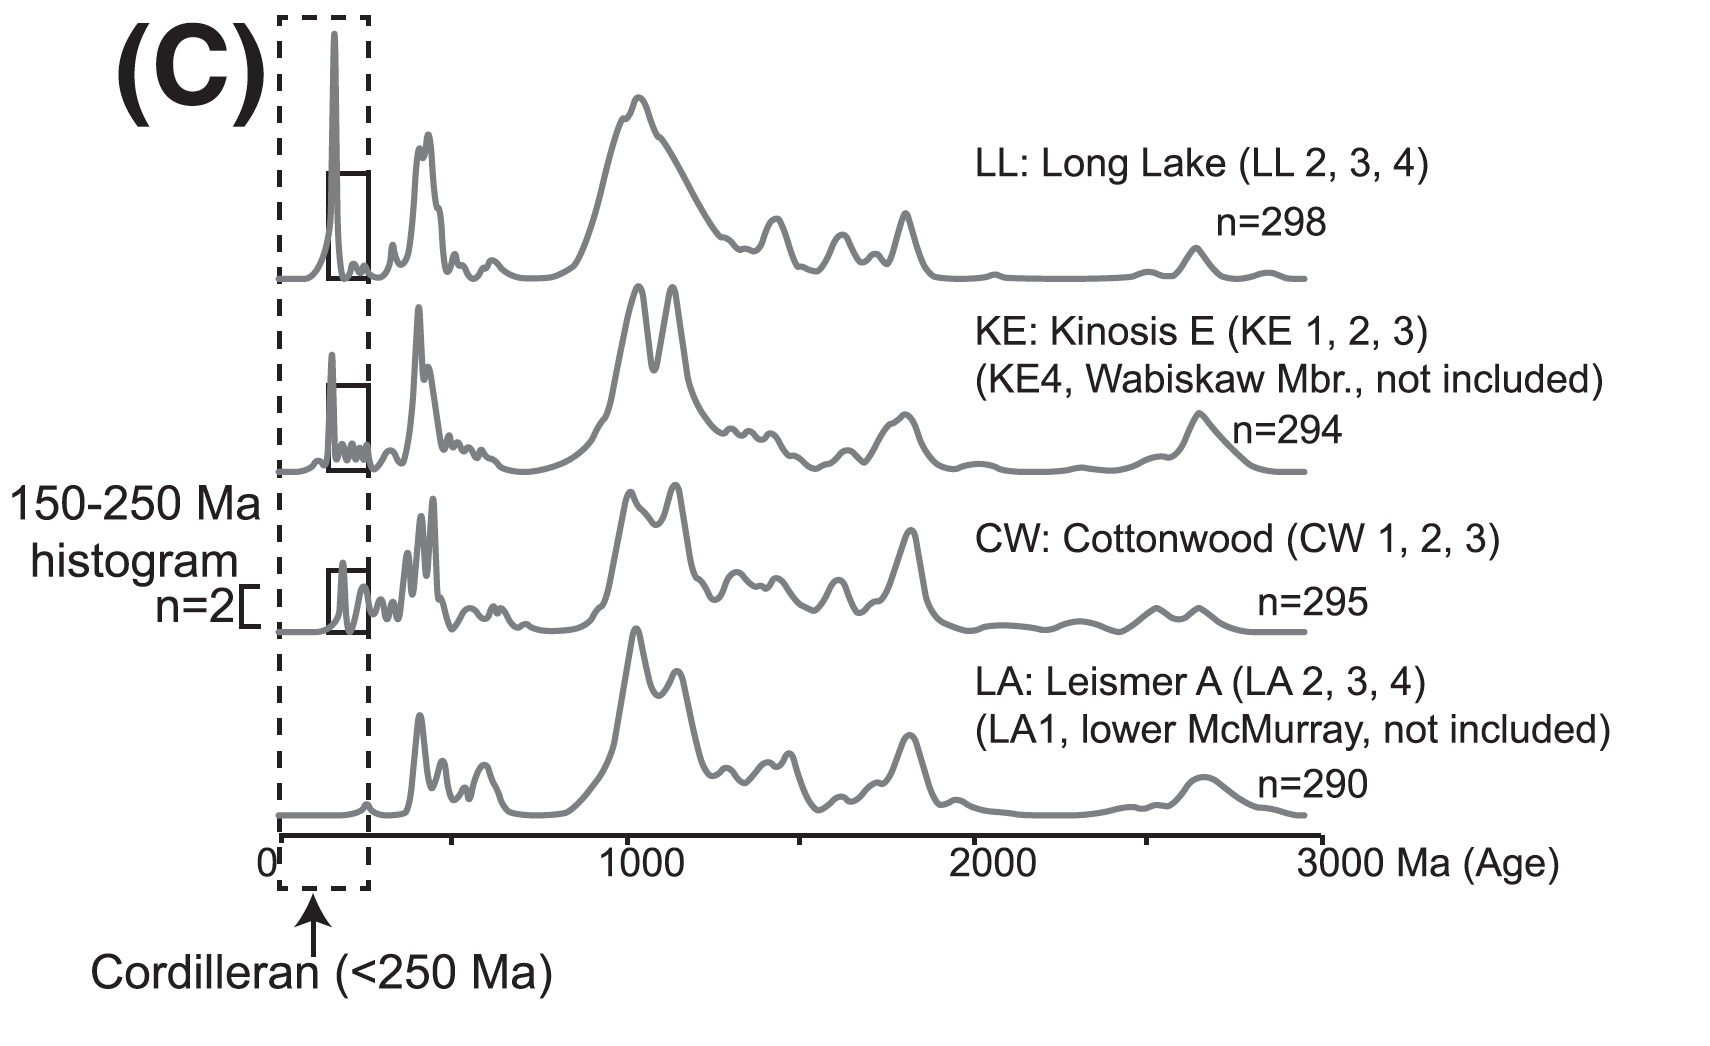 (C)
LL: Long Lake (LL 2, 3, 4)
n=298
KE: Kinosis E (KE 1, 2, 3)
(KE4, Wabiskaw Mbr., not included)
n=294
150-250 Ma
histogram
n=2
CW: Cottonwood (CW 1, 2, 3)
n=295
LA: Leismer A (LA 2, 3, 4)
(LA1, lower McMurray, not included)
n=290
0 1000 2000 3000 Ma (Age)
Cordilleran (<250 Ma)